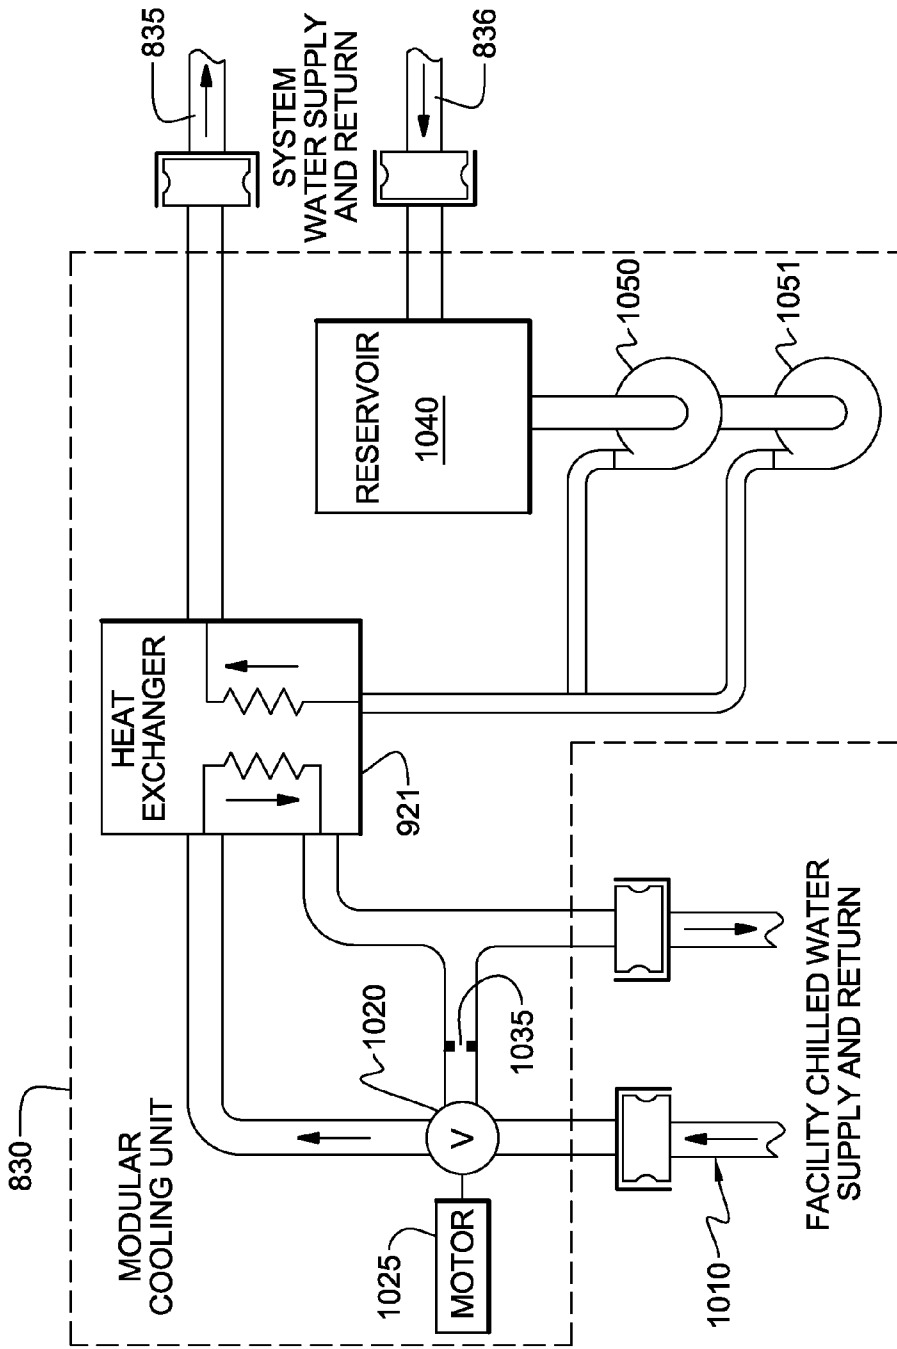 830
MODULAR
COOLING UNIT
1025
MOTOR
V
1020
1035
1010
FACILITY CHILLED WATER
SUPPLY AND RETURN
HEAT
EXCHANGER
921
RESERVOIR
1040
1050
1051
835
SYSTEM
WATER SUPPLY
AND RETURN
836